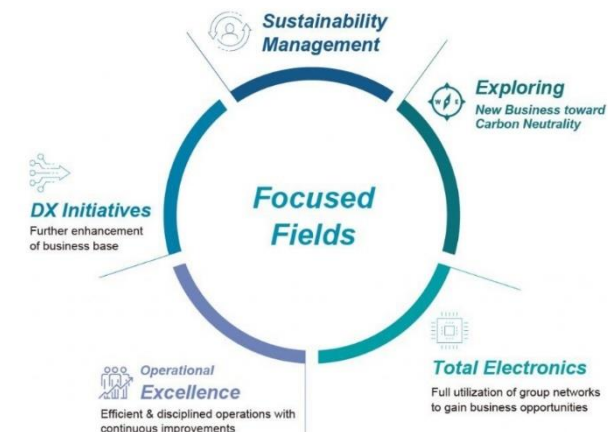 Sustainability
Management
Exploring
New Business toward
Carbon Neutrality
W E
DX Initiatives
Further enhancement
of business base
Focused
Fields
Total Electronics
Full utilization of group networks
to gain business opportunities
Operational
Excellence
Efficient & disciplined operations with
continuous improvements